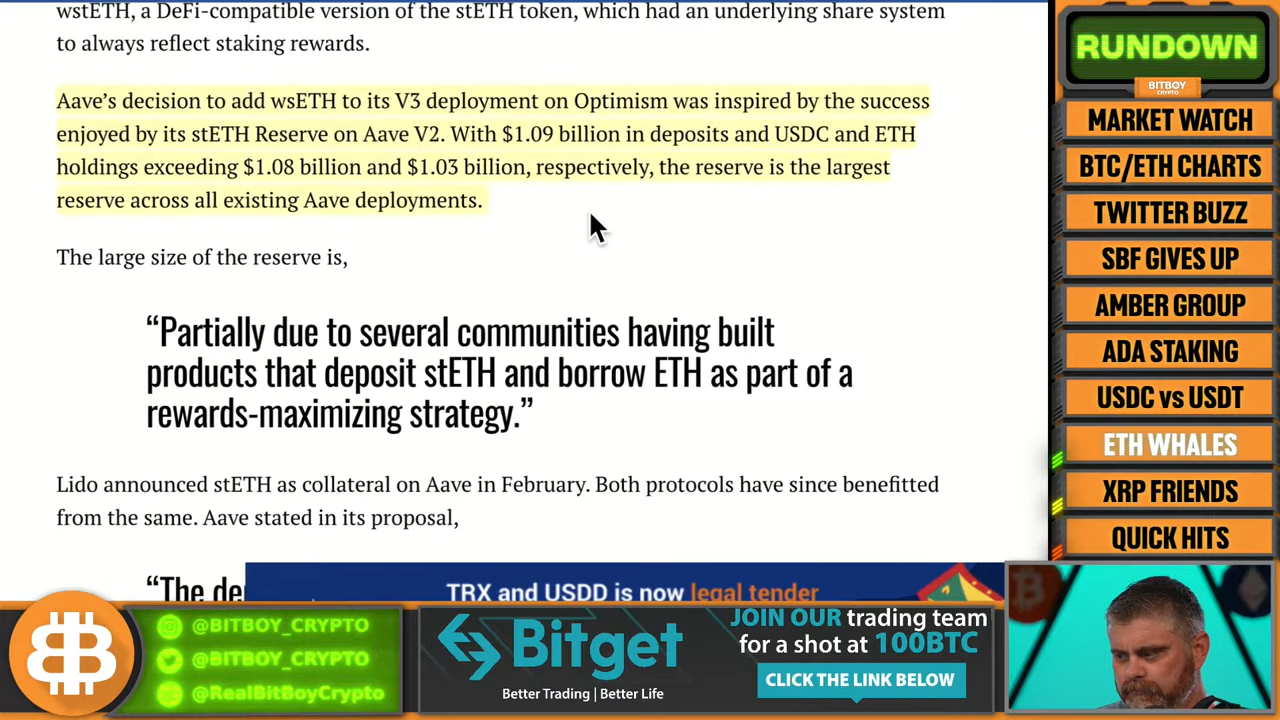 wstETH, a DeFi-compatible version of the stETH token, which had an underlying share system
to always reflect staking rewards.
Aave’s decision to add wsETH to its V3 deployment on Optimism was inspired by the success
enjoyed by its stETH Reserve on Aave V2. With $1.09 billion in deposits and USDC and ETH
holdings exceeding $1.08 billion and $1.03 billion, respectively, the reserve is the largest
reserve across all existing Aave deployments.
The large size of the reserve is,
“Partially due to several communities having built
products that deposit stETH and borrow ETH as part of a
rewards-maximizing strategy.”
Lido announced stETH as collateral on Aave in February. Both protocols have since benefitted
from the same. Aave stated in its proposal,
“The de
TRX and USDD is now legal tender
RUNDOWN
BITBOY
CRYPTO
MARKET WATCH
BTC/ETH CHARTS
TWITTER BUZZ
SBF GIVES UP
AMBER GROUP
ADA STAKING
USDC vs USDT
ETH WHALES
XRP FRIENDS
QUICK HITS
@BITBOY_CRYPTO
@BITBOY_CRYPTO
@RealBitBoyCrypto
Bitget
Better Trading | Better Life
JOIN OUR trading team
for a shot at 100BTC
CLICK THE LINK BELOW